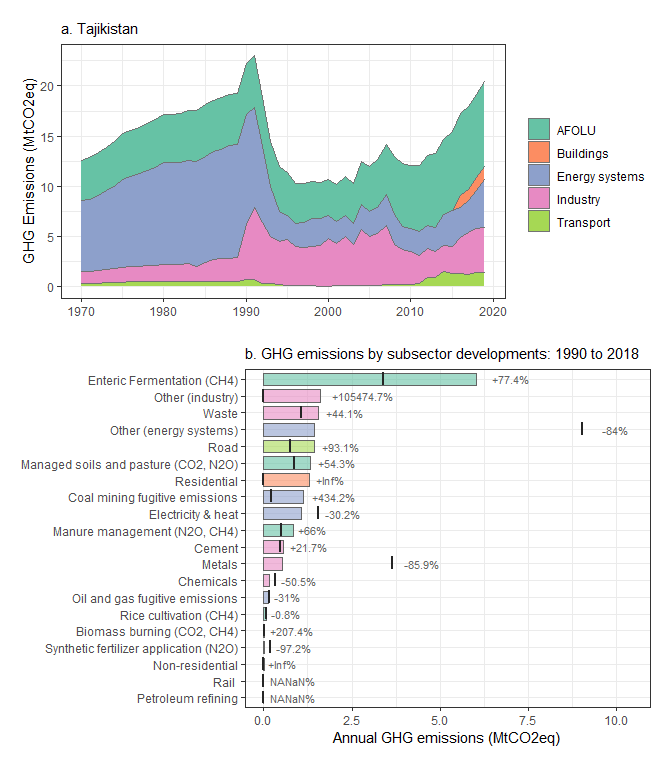 a. Tajikistan
GHG Emissions (MtCO2eq)
20
15
10
5
0
1970
1980
1990
2000
2010
2020
AFOLU
Buildings
Energy systems
Industry
Transport
b. GHG emissions by subsector developments: 1990 to 2018
Enteric Fermentation (CH4) +77.4%
Other (industry) +105474.7%
Waste +44.1%
Other (energy systems) -84%
Road +93.1%
Managed soils and pasture (CO2, N2O) +54.3%
Residential +Inf%
Coal mining fugitive emissions +434.2%
Electricity & heat -30.2%
Manure management (N2O, CH4) +66%
Cement +21.7%
Metals -85.9%
Chemicals -50.5%
Oil and gas fugitive emissions -31%
Rice cultivation (CH4) -0.8%
Biomass burning (CO2, CH4) +207.4%
Synthetic fertilizer application (N2O) -97.2%
Non-residential +Inf%
Rail NANaN%
Petroleum refining NANaN%
0.0
2.5
5.0
7.5
10.0
Annual GHG emissions (MtCO2eq)